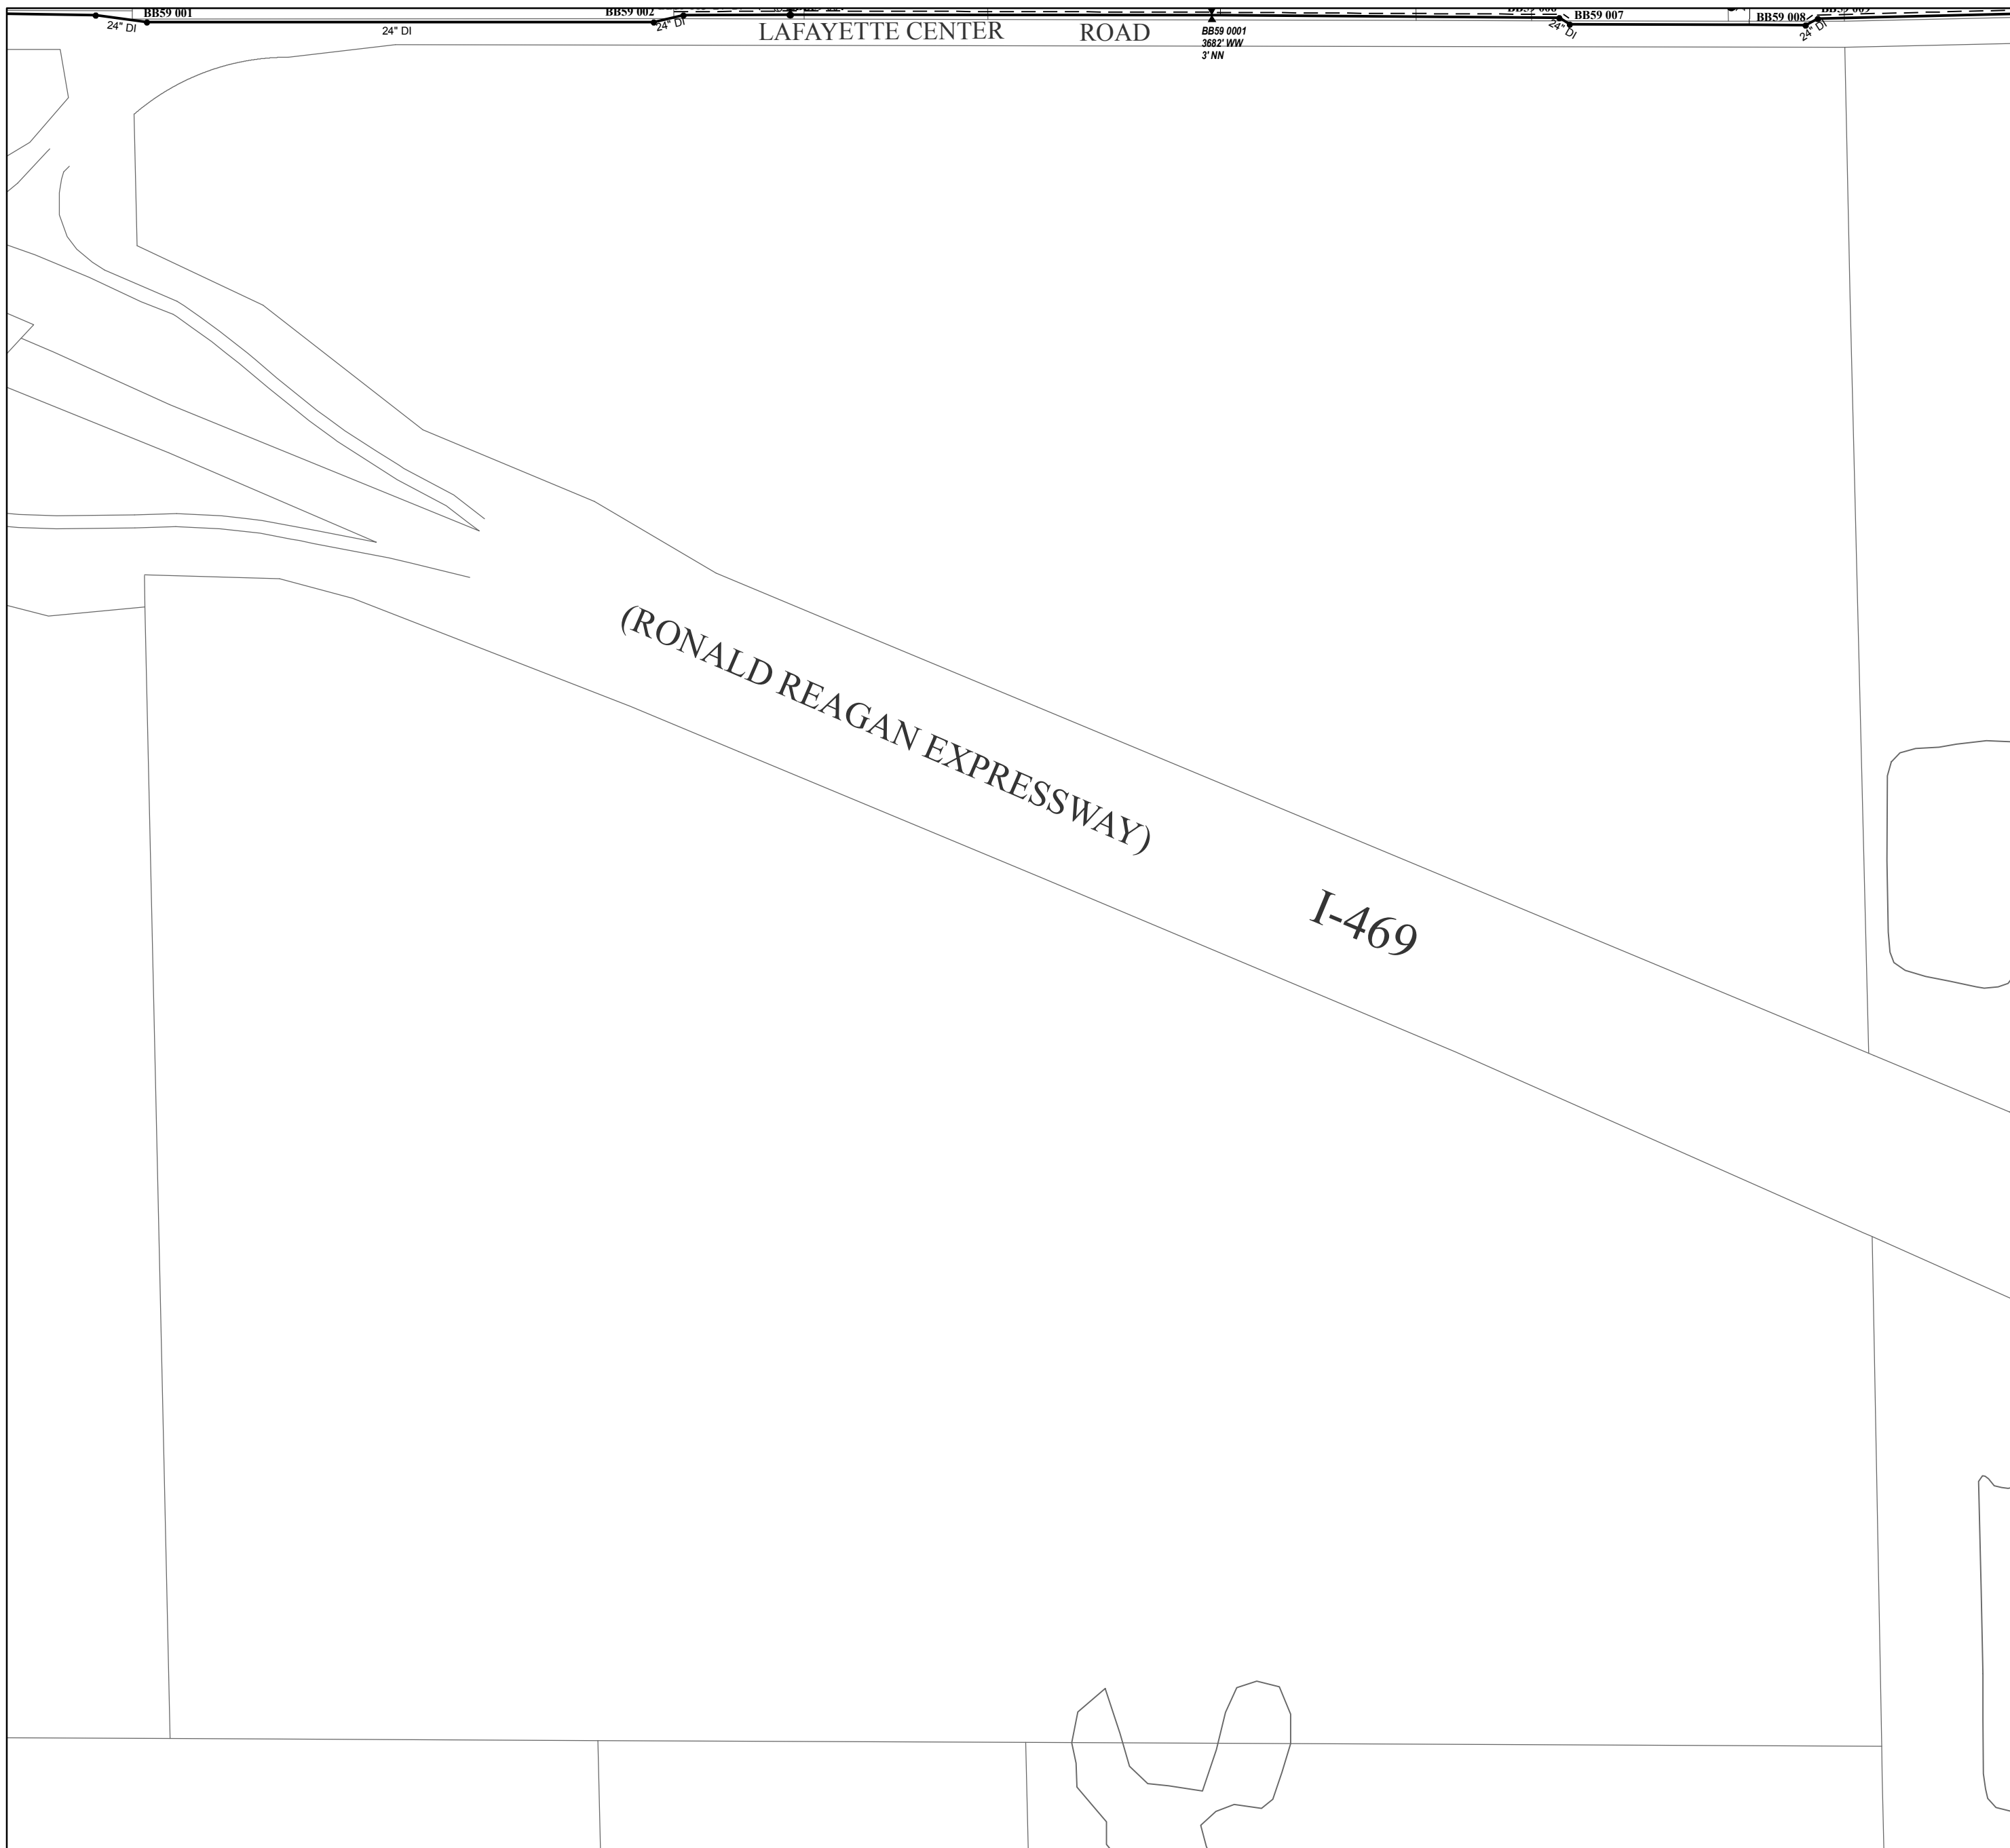 BB59 001
BB59 002
BB59 007
BB59 008
24" DI
24" DI
24" DI
24" DI
24" DI
LAFAYETTE CENTER ROAD
BB59 0001
3682' WW
3' NN
(RONALD REAGAN EXPRESSWAY)
I-469